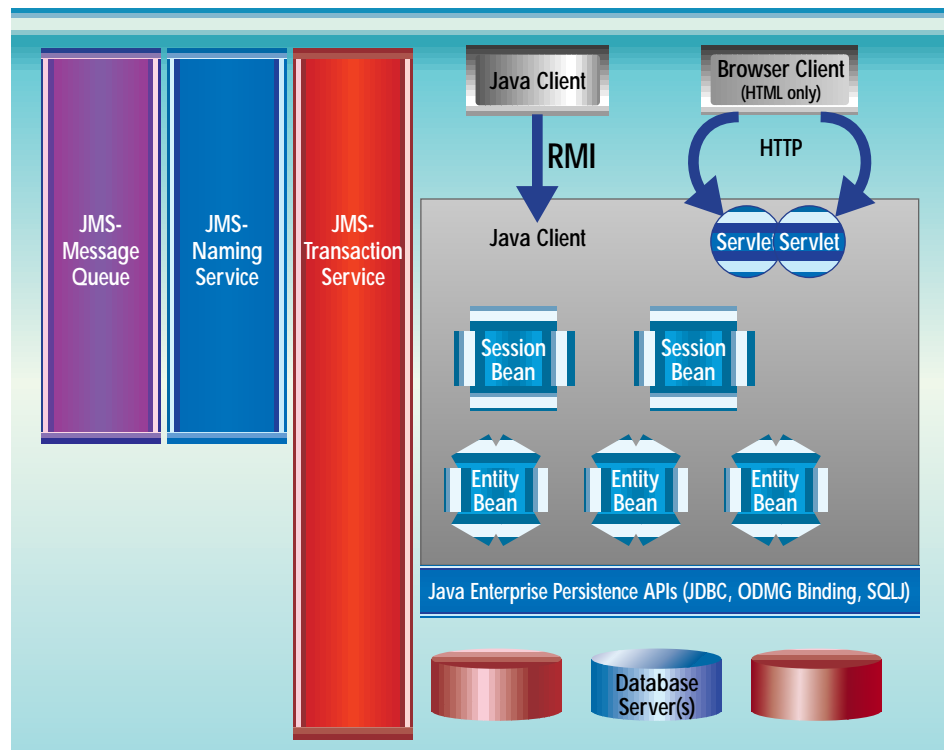 JMS-
Message
Queue
JMS-
Naming
Service
JMS-
Transaction
Service
Java Client
Browser Client
(HTML only)
RMI
HTTP
Java Client
Servlet
Servlet
Session
Bean
Session
Bean
Entity
Bean
Entity
Bean
Entity
Bean
Java Enterprise Persistence APIs (JDBC, ODMG Binding, SQLJ)
Database
Server(s)